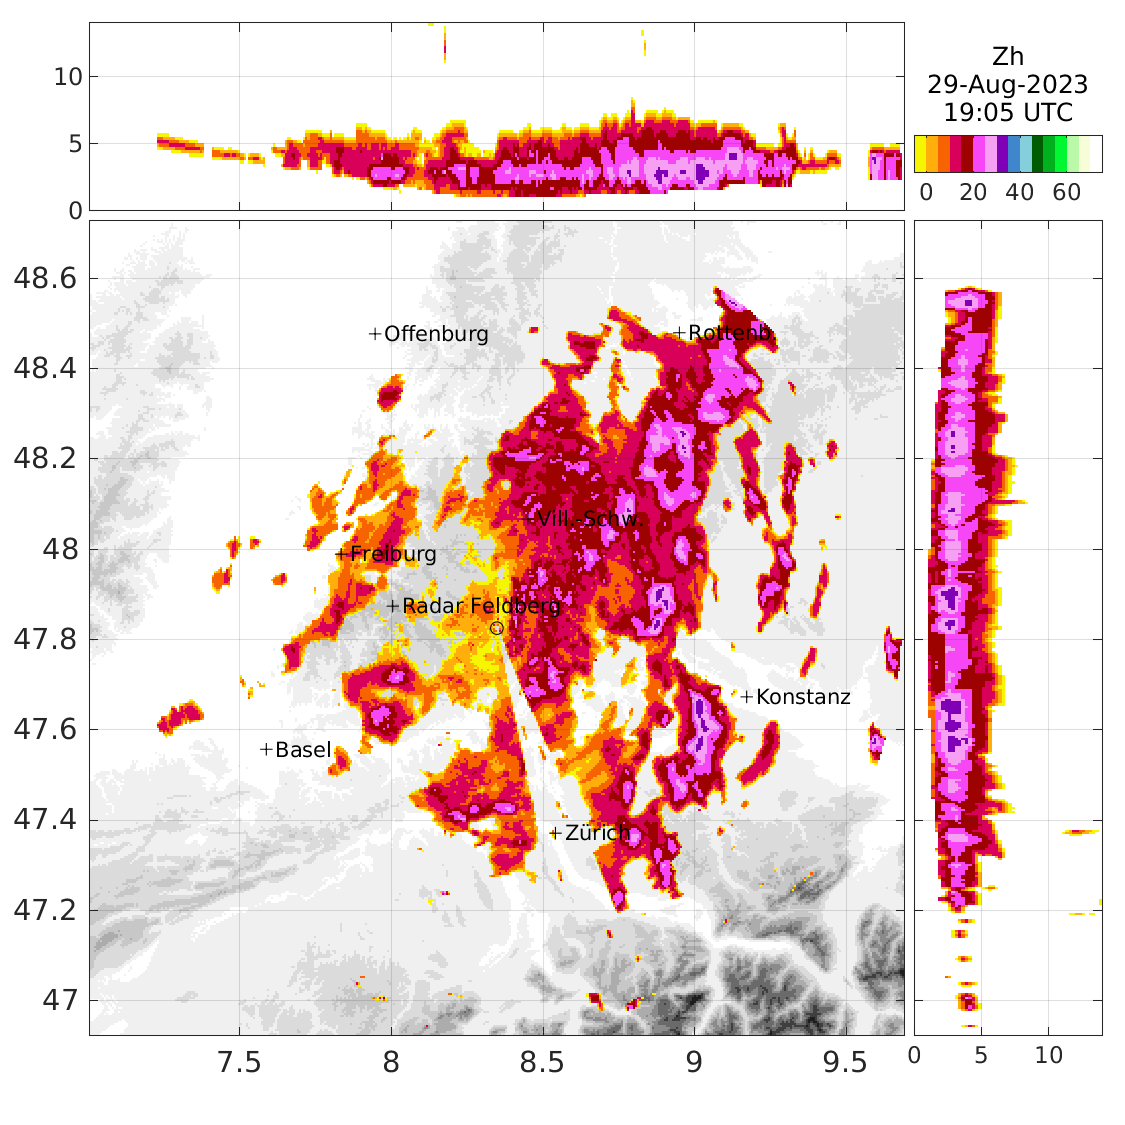 Zh
29-Aug-2023
19:05 UTC
10
5
0
0 20 40 60
48.6
48.4
48.2
48
47.8
47.6
47.4
47.2
47
+Offenburg
+Rottenb.
+Vill.-Schw.
+Freiburg
+Radar Feldberg
+Konstanz
+Basel
+Zürich
7.5 8 8.5 9 9.5
0 5 10